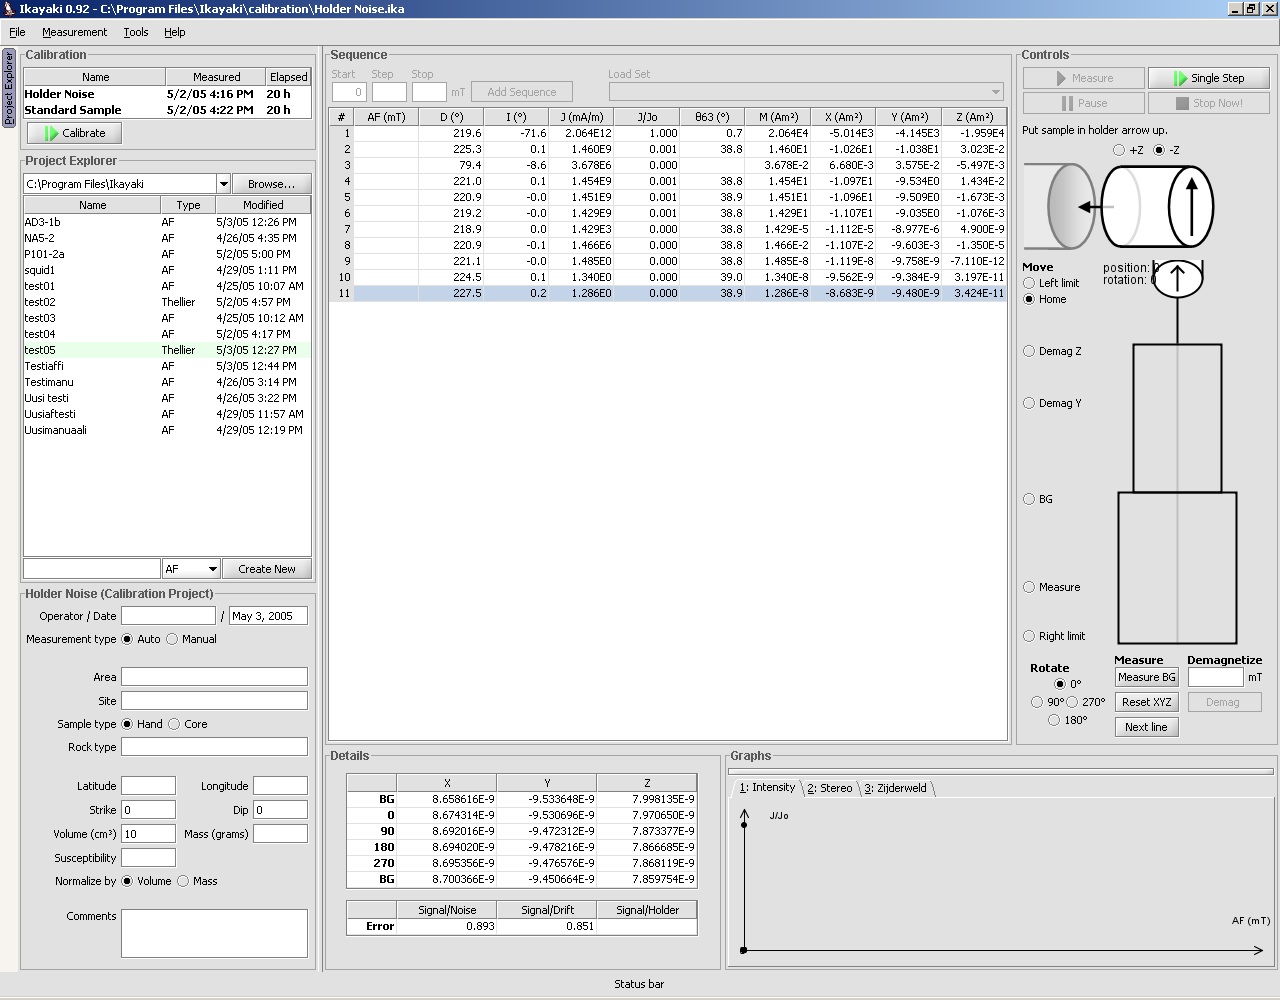 Ikayaki 0.92 - C:\Program Files\Ikayaki\calibration\Holder Noise.ika
File Measurement Tools Help
Project Explorer
Calibration
Name Measured Elapsed
Holder Noise 5/2/05 4:16 PM 20 h
Standard Sample 5/2/05 4:22 PM 20 h
Calibrate
Project Explorer
C:\Program Files\Ikayaki Browse...
Name Type Modified
AD3-1b AF 5/3/05 12:26 PM
NA5-2 AF 4/26/05 4:35 PM
P101-2a AF 5/2/05 5:00 PM
squid1 AF 4/29/05 1:11 PM
test01 AF 4/25/05 10:07 AM
test02 Thellier 5/2/05 4:57 PM
test03 AF 4/25/05 10:12 AM
test04 AF 5/2/05 4:17 PM
test05 Thellier 5/3/05 12:27 PM
Testiaffi AF 5/3/05 12:44 PM
Testimanu AF 4/26/05 3:14 PM
Uusi testi AF 4/26/05 3:22 PM
Uusiaftesti AF 4/29/05 11:57 AM
Uusimanuaali AF 4/29/05 12:19 PM
AF Create New
Holder Noise (Calibration Project)
Operator / Date / May 3, 2005
Measurement type Auto Manual
Area
Site
Sample type Hand Core
Rock type
Latitude Longitude
Strike 0 Dip 0
Volume (cm³) 10 Mass (grams)
Susceptibility
Normalize by Volume Mass
Comments
Sequence
Start Step Stop Load Set
0 mT Add Sequence
# AF (mT) D (°) I (°) J (mA/m) J/Jo θ63 (°) M (Am²) X (Am²) Y (Am²) Z (Am²)
1 219.6 -71.6 2.064E12 1.000 0.7 2.064E4 -5.014E3 -4.145E3 -1.959E4
2 225.3 0.1 1.460E9 0.001 38.8 1.460E1 -1.026E1 -1.038E1 3.023E-2
3 79.4 -8.6 3.678E6 0.000 3.678E-2 6.680E-3 3.575E-2 -5.497E-3
4 221.0 0.1 1.454E9 0.001 38.8 1.454E1 -1.097E1 -9.534E0 1.434E-2
5 220.9 -0.0 1.451E9 0.001 38.9 1.451E1 -1.096E1 -9.509E0 -1.673E-3
6 219.2 -0.0 1.429E9 0.001 38.8 1.429E1 -1.107E1 -9.035E0 -1.076E-3
7 218.9 0.0 1.429E3 0.000 38.8 1.429E-5 -1.112E-5 -8.977E-6 4.900E-9
8 220.9 -0.1 1.466E6 0.000 38.8 1.466E-2 -1.107E-2 -9.603E-3 -1.350E-5
9 221.1 -0.0 1.485E0 0.000 38.8 1.485E-8 -1.119E-8 -9.758E-9 -7.110E-12
10 224.5 0.1 1.340E0 0.000 39.0 1.340E-8 -9.562E-9 -9.384E-9 3.197E-11
11 227.5 0.2 1.286E0 0.000 38.9 1.286E-8 -8.683E-9 -9.480E-9 3.424E-11
Details
X Y Z
BG 8.658616E-9 -9.533648E-9 7.998135E-9
0 8.674314E-9 -9.530696E-9 7.970650E-9
90 8.692016E-9 -9.472312E-9 7.873377E-9
180 8.694020E-9 -9.478216E-9 7.866685E-9
270 8.695356E-9 -9.476576E-9 7.868119E-9
BG 8.700366E-9 -9.450664E-9 7.859754E-9
Signal/Noise Signal/Drift Signal/Holder
Error 0.893 0.851
Controls
Measure Single Step
Pause Stop Now!
Put sample in holder arrow up.
+Z -Z
Move
position: 0
rotation: 0
Left limit
Home
Demag Z
Demag Y
BG
Measure
Right limit
Rotate
0°
90° 270°
180°
Measure Demagnetize
Measure BG mT
Reset XYZ Demag
Next line
Graphs
1: Intensity 2: Stereo 3: Zijderweld
J/Jo
AF (mT)
Status bar